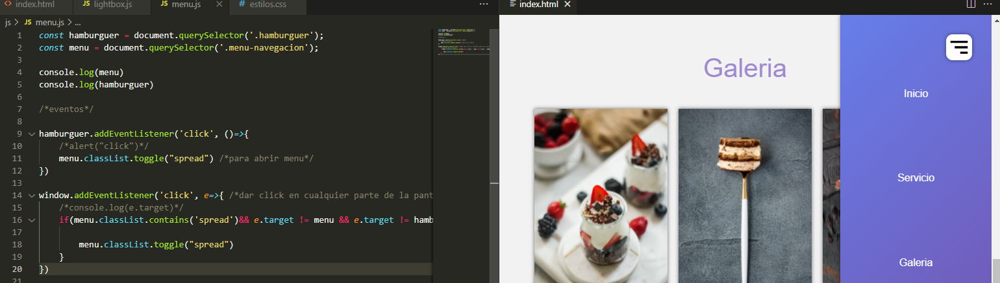 lightbox.js
menu.js
estilos.css
index.html
js > JS menu.js > ...
1 const hamburguer = document.querySelector('.hamburguer');
2 const menu = document.querySelector('.menu-navegacion');
3
4 console.log(menu)
5 console.log(hamburguer)
6
7 /*eventos*/
8
9 hamburguer.addEventListener('click', ()=>{
10 /*alert("click")*/
11 menu.classList.toggle("spread") /*para abrir menu*/
12 })
13
14 window.addEventListener('click', e=>{ /*dar click en cualquier parte de la pant
15 /*console.log(e.target)*/
16 if(menu.classList.contains('spread')&& e.target != menu && e.target != hamb
17
18 menu.classList.toggle("spread")
19 }
20 })
21
Galeria
Inicio
Servicio
Galeria